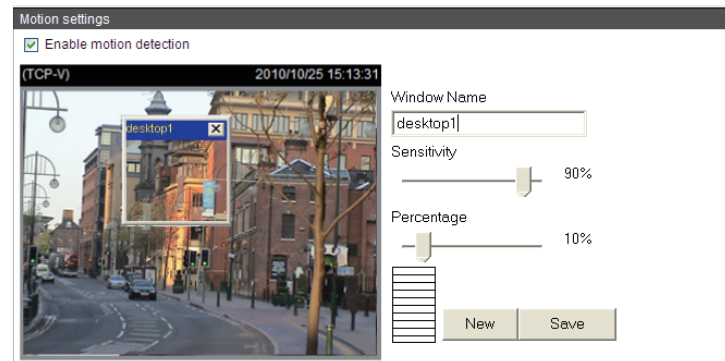 Motion settings
Enable motion detection
(TCP-V) 2010/10/25 15:13:31
desktop1
Window Name
desktop1
Sensitivity
90%
Percentage
10%
New Save